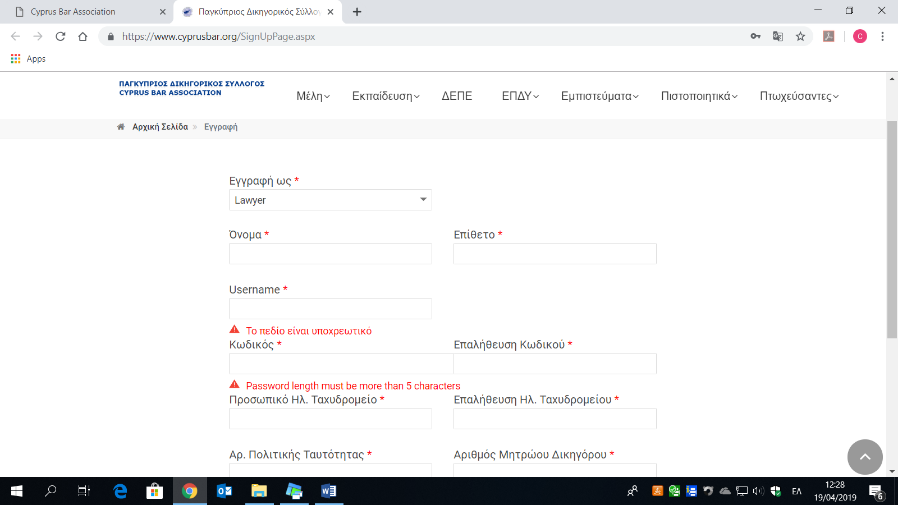 Cyprus Bar Association
Παγκύπριος Δικηγορικός Σύλλογ
https://www.cyprusbar.org/SignUpPage.aspx
C
Apps
ΠΑΓΚΥΠΡΙΟΣ ΔΙΚΗΓΟΡΙΚΟΣ ΣΥΛΛΟΓΟΣ
CYPRUS BAR ASSOCIATION
Μέλη Εκπαίδευση ΔΕΠΕ ΕΠΔΥ Εμπιστεύματα Πιστοποιητικά Πτωχεύσαντες
Αρχική Σελίδα » Εγγραφή
Εγγραφή ως *
Lawyer
Όνομα * Επίθετο *
Username *
Το πεδίο είναι υποχρεωτικό
Κωδικός * Επαλήθευση Κωδικού *
Password length must be more than 5 characters
Προσωπικό Ηλ. Ταχυδρομείο * Επαλήθευση Ηλ. Ταχυδρομείου *
Αρ. Πολιτικής Ταυτότητας * Αριθμός Μητρώου Δικηγόρου *
ΕΛ
12:28
19/04/2019
6